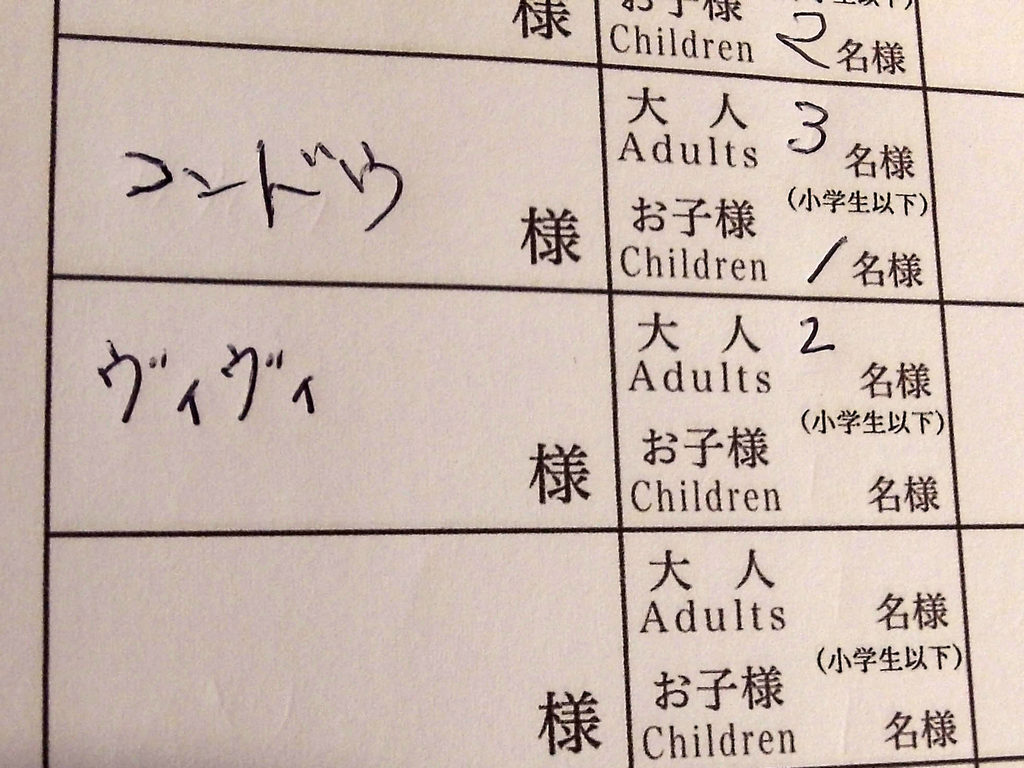 様 お子様 生以下)
Children 2 名様
大人 3 名様
Adults
コンドウ 様
(小学生以下)
お子様
Children 1 名様
大人 2 名様
Adults
ヴィヴィ 様
(小学生以下)
お子様
Children 名様
大人 名様
Adults
様
(小学生以下)
お子様
Children 名様